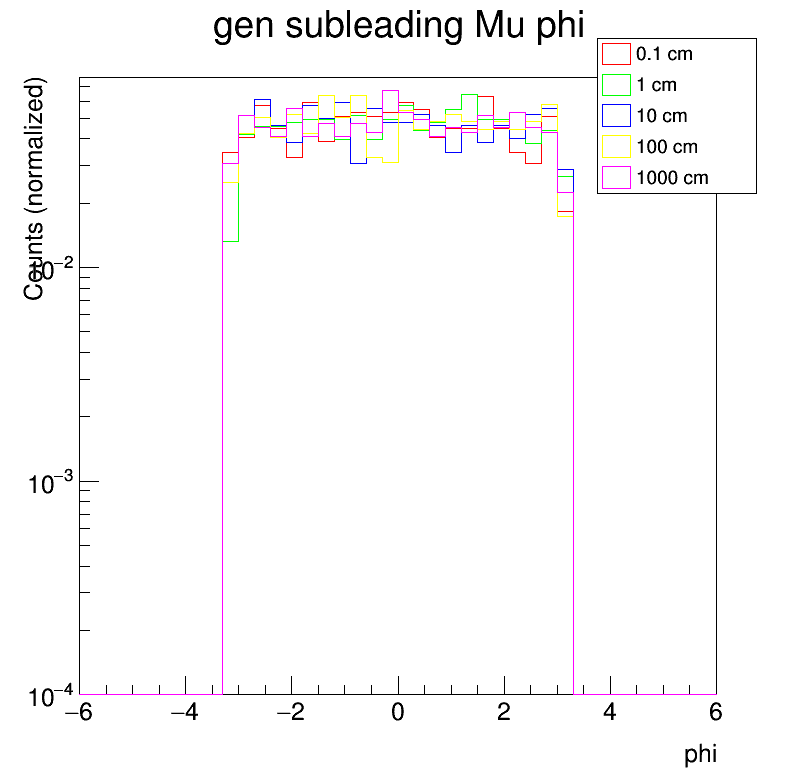 gen subleading Mu phi
0.1 cm
1 cm
10 cm
100 cm
1000 cm
Counts (normalized)
10−2
10−3
10−4
−6 −4 −2 0 2 4 6
phi